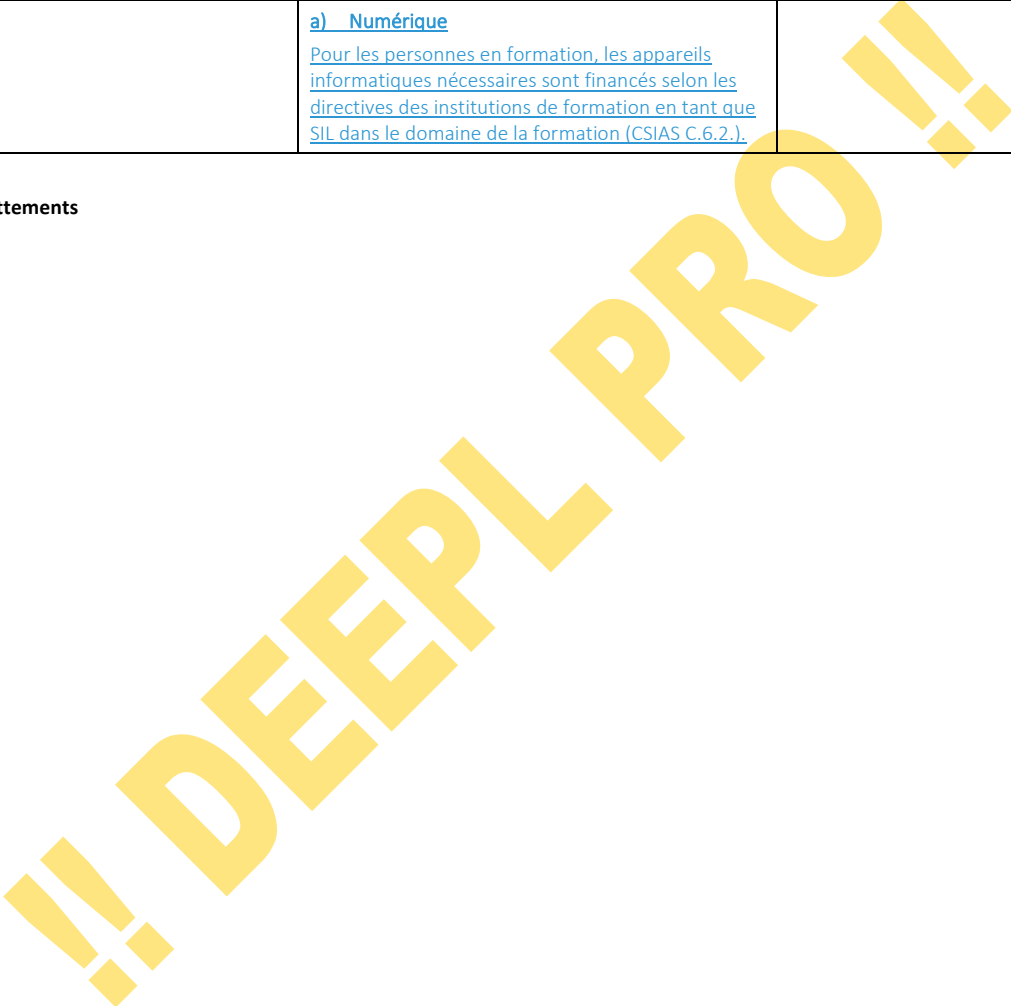 a) Numérique
Pour les personnes en formation, les appareils
informatiques nécessaires sont financés selon les
directives des institutions de formation en tant que
SIL dans le domaine de la formation (CSIAS C.6.2.).
ttements
!! DEEPL PRO !!